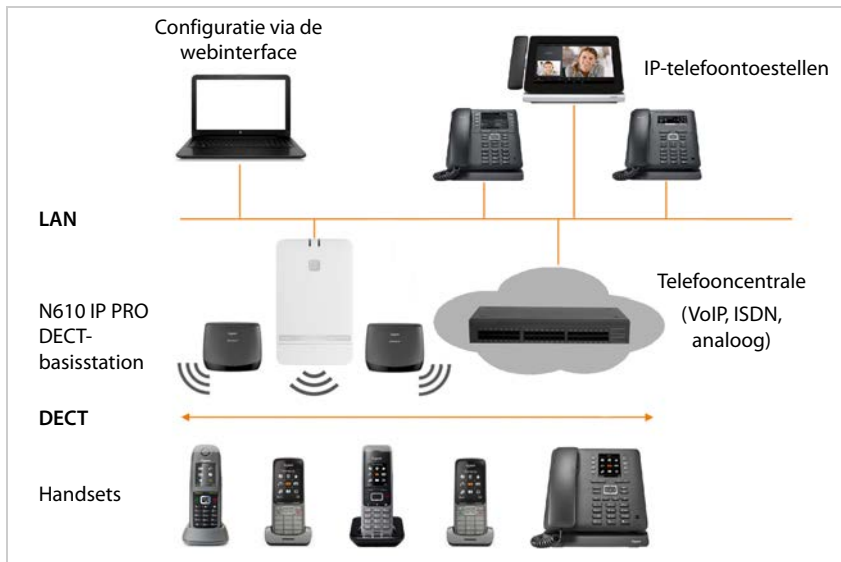 Configuratie via de
webinterface
IP-telefoontoestellen
LAN
N610 IP PRO
DECT-
basisstation
Telefooncentrale
(VoIP, ISDN,
analoog)
DECT
Handsets